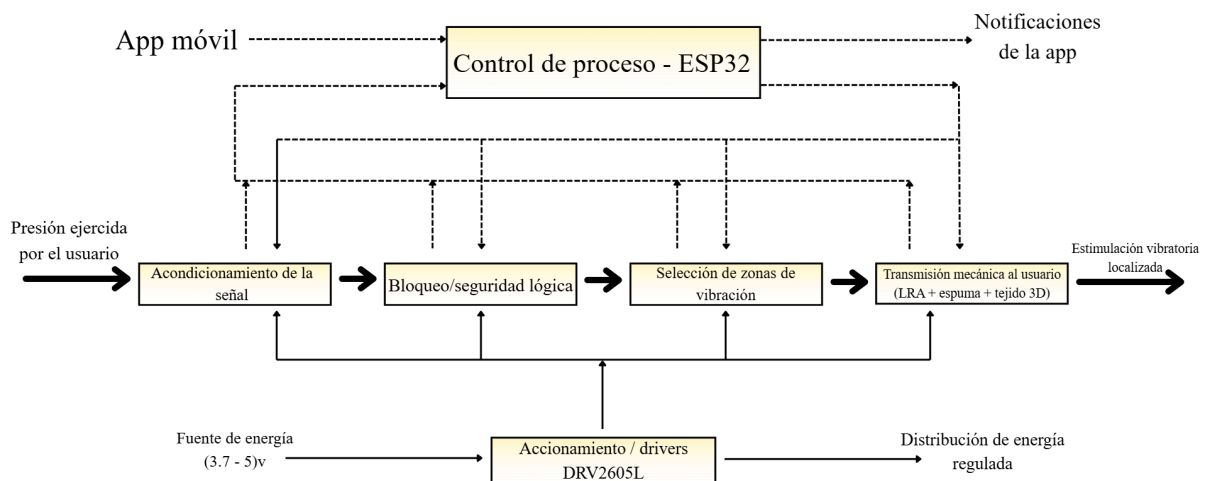 App móvil
Control de proceso - ESP32
Notificaciones
de la app
Presión ejercida
por el usuario
Acondicionamiento de la
señal
Bloqueo/seguridad lógica
Selección de zonas de
vibración
Transmisión mecánica al usuario
(LRA + espuma + tejido 3D)
Estimulación vibratoria
localizada
Fuente de energía
(3.7 - 5)v
Accionamiento / drivers
DRV2605L
Distribución de energía
regulada